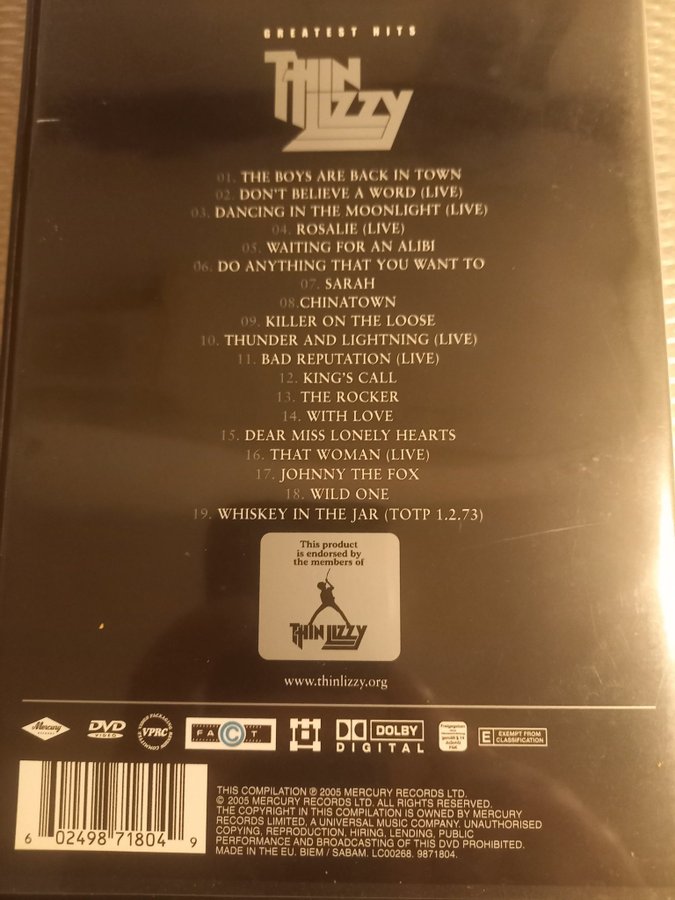 GREATEST HITS
THIN
LIZZY
01. THE BOYS ARE BACK IN TOWN
02. DON'T BELIEVE A WORD (LIVE)
03. DANCING IN THE MOONLIGHT (LIVE)
04. ROSALIE (LIVE)
05. WAITING FOR AN ALIBI
06. DO ANYTHING THAT YOU WANT TO
07. SARAH
08.CHINATOWN
09. KILLER ON THE LOOSE
10. THUNDER AND LIGHTNING (LIVE)
11. BAD REPUTATION (LIVE)
12. KING'S CALL
13. THE ROCKER
14. WITH LOVE
15. DEAR MISS LONELY HEARTS
16. THAT WOMAN (LIVE)
17. JOHNNY THE FOX
18. WILD ONE
19. WHISKEY IN THE JAR (TOTP 1.2.73)
This product
is endorsed by
the members of
THIN LIZZY
www.thinlizzy.org
Mercury
DVD
VIDEO
VPRC
FACT
DOLBY
DIGITAL
E EXEMPT FROM
CLASSIFICATION
6 02498 71804 9
THIS COMPILATION ℗ 2005 MERCURY RECORDS LTD.
© 2005 MERCURY RECORDS LTD. ALL RIGHTS RESERVED.
THE COPYRIGHT IN THIS COMPILATION IS OWNED BY MERCURY
RECORDS LIMITED, A UNIVERSAL MUSIC COMPANY. UNAUTHORISED
COPYING, REPRODUCTION, HIRING, LENDING, PUBLIC
PERFORMANCE AND BROADCASTING OF THIS DVD PROHIBITED.
MADE IN THE EU. BIEM / SABAM. LC00268. 9871804.